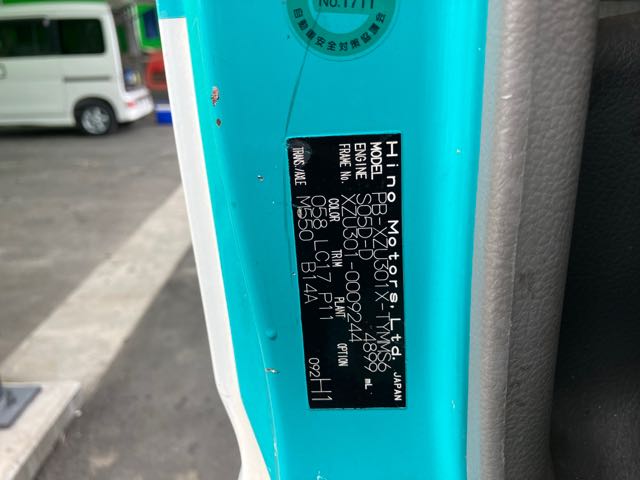 No.1711
自動車安全対策協議会
Hino Motors, Ltd. JAPAN
MODEL PB-XZU301X-TYMMS6
ENGINE S05D-D 4899 mL
FRAME No. XZU301-0009244
COLOR TRIM PLANT OPTION
058 LC17 P11 092H1
TRANS/AXLE M550 B14A